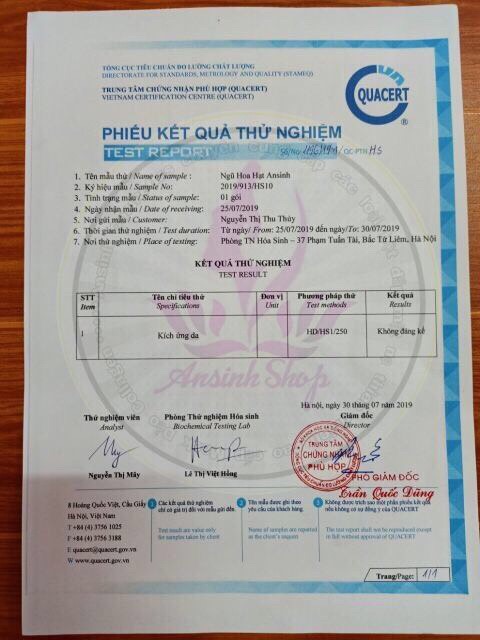 TỔNG CỤC TIÊU CHUẨN ĐO LƯỜNG CHẤT LƯỢNG
DIRECTORATE FOR STANDARDS, METROLOGY AND QUALITY (STAMEQ)
TRUNG TÂM CHỨNG NHẬN PHÙ HỢP (QUACERT)
VIETNAM CERTIFICATION CENTRE (QUACERT)
QUACERT
®
PHIẾU KẾT QUẢ THỬ NGHIỆM
TEST REPORT
Số/No: /QC-PTN HS
1. Tên mẫu thử / Name of sample : Ngũ Hoa Hạt Ansinh
2. Ký hiệu mẫu / Sample No: 2019/913/HS10
3. Tình trạng mẫu / Status of sample: 01 gói
4. Ngày nhận mẫu / Date of receiving: 25/07/2019
5. Nơi gửi mẫu / Customer: Nguyễn Thị Thu Thủy
6. Thời gian thử nghiệm / Test duration: Từ ngày/ From: 25/07/2019 đến ngày/To: 30/07/2019
7. Nơi thử nghiệm / Place of testing: Phòng TN Hóa Sinh – 37 Phạm Tuấn Tài, Bắc Từ Liêm, Hà Nội
KẾT QUẢ THỬ NGHIỆM
TEST RESULT
STT Tên chỉ tiêu thử Đơn vị Phương pháp thử Kết quả
Item Specifications Unit Test methods Results
1 Kích ứng da HD/HS1/250 Không đáng kể
Ansinh Shop
Hà Nội, ngày 30 tháng 07 năm 2019
Thử nghiệm viên Phòng Thử nghiệm Hóa sinh Giám đốc
Analyst Biochemical Testing Lab Director
TRUNG TÂM
CHỨNG NHẬN
PHÙ HỢP
Nguyễn Thị Mây Lê Thị Việt Hồng
PHÓ GIÁM ĐỐC
Trần Quốc Dũng
8 Hoàng Quốc Việt, Cầu Giấy
Hà Nội, Việt Nam
T +84 (4) 3756 1025
F +84 (4) 3756 3188
E quacert@quacert.gov.vn
W www.quacert.gov.vn
1 Các kết quả thử nghiệm
chỉ có giá trị đối với mẫu gửi đến.
Test result are value only
for samples taken by client
2 Tên mẫu được ghi theo
yêu cầu của khách hàng.
Name of samples are reported
as the client's request
3 Không được trích sao một phần phiếu kết quả
nếu không có sự đồng ý của QUACERT
The test report shall not be reproduced except
in full without approval of QUACERT
Trang/Page: 1/1